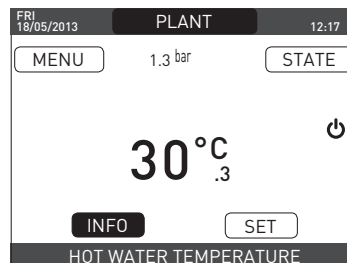 FRI
18/05/2013 PLANT 12:17
MENU 1.3 bar STATE
30°C
.3
INFO SET
HOT WATER TEMPERATURE